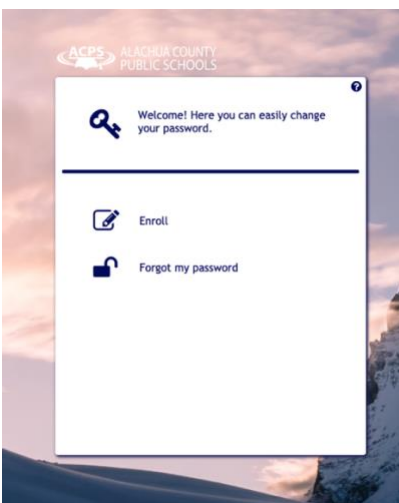 ACPS
ALACHUA COUNTY
PUBLIC SCHOOLS
?
Welcome! Here you can easily change
your password.
Enroll
Forgot my password